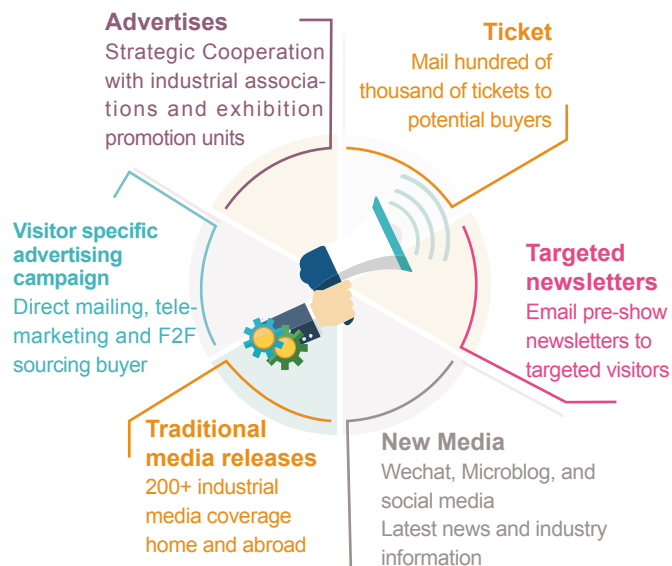 Advertises
Strategic Cooperation
with industrial associa-
tions and exhibition
promotion units
Ticket
Mail hundred of
thousand of tickets to
potential buyers
Visitor specific
advertising
campaign
Direct mailing, tele-
marketing and F2F
sourcing buyer
Targeted
newsletters
Email pre-show
newsletters to
targeted visitors
Traditional
media releases
200+ industrial
media coverage
home and abroad
New Media
Wechat, Microblog, and
social media
Latest news and industry
information